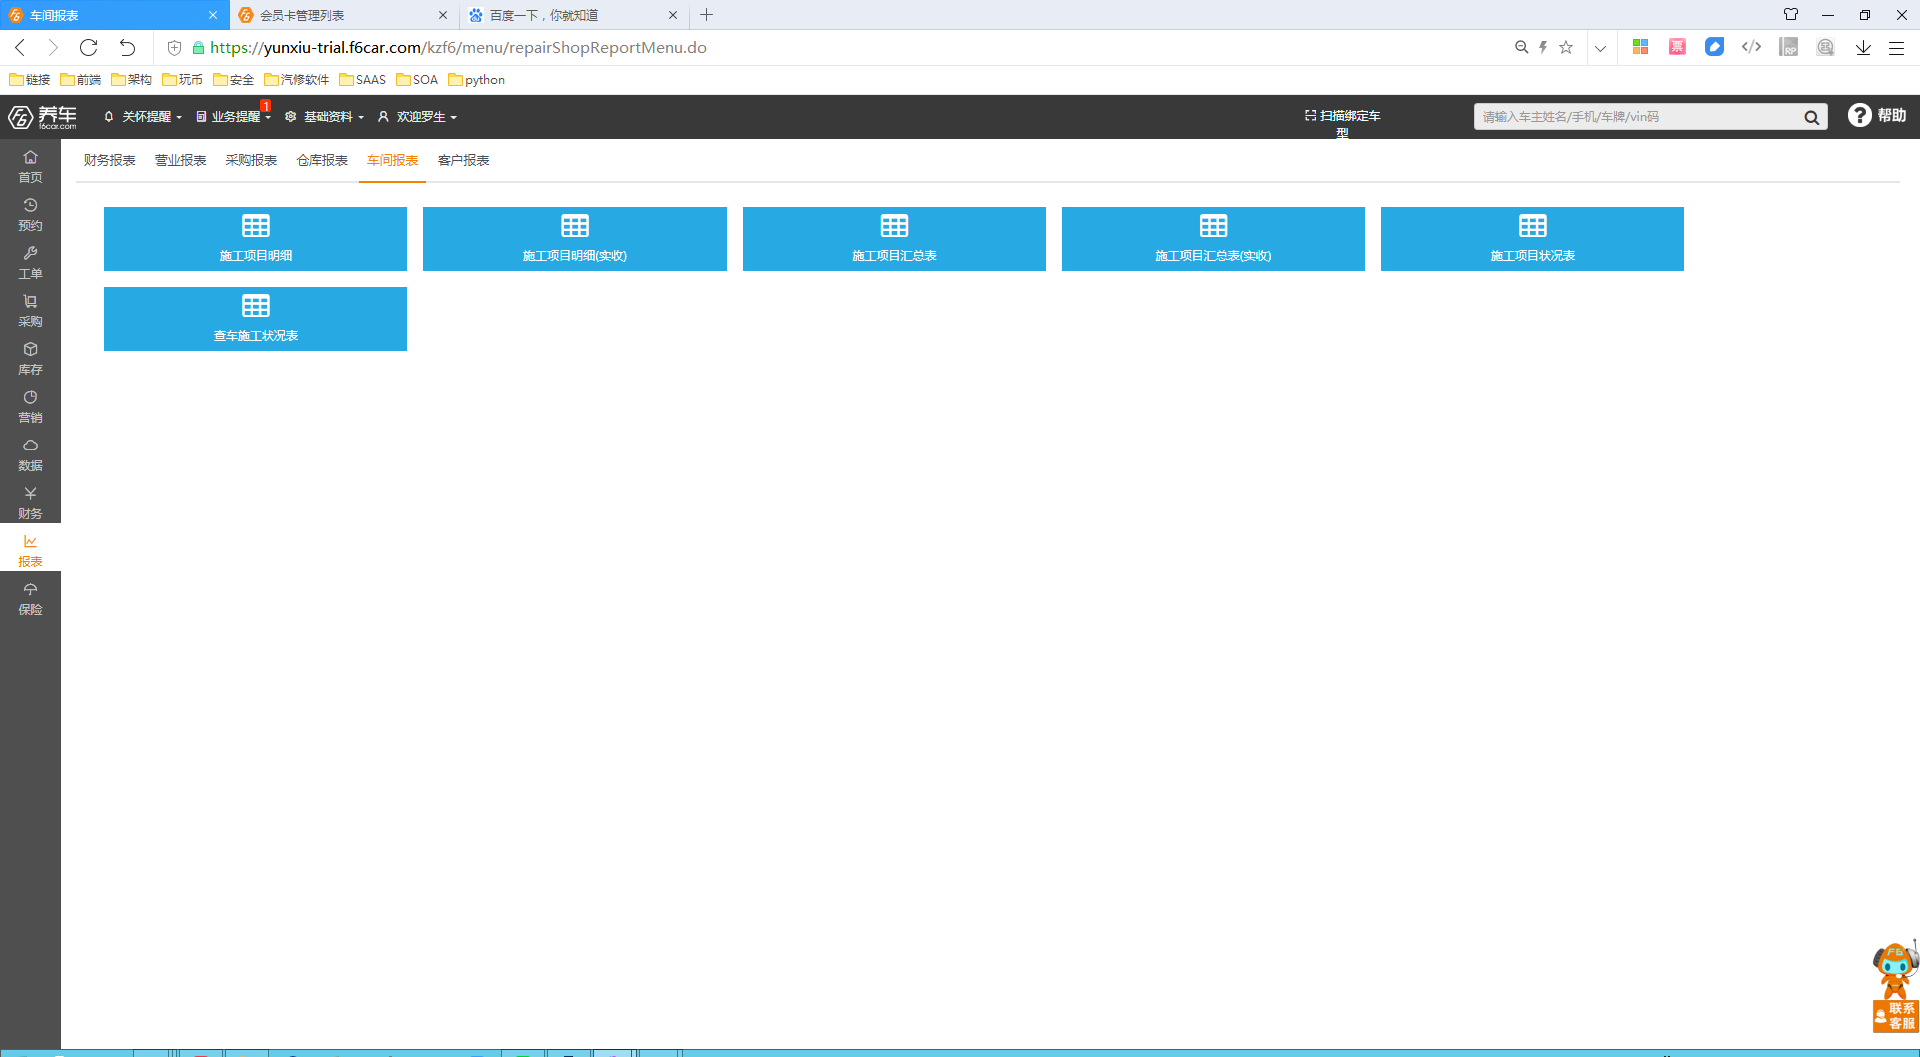 车间报表
会员卡管理列表
百度一下，你就知道
https://yunxiu-trial.f6car.com/kzf6/menu/repairShopReportMenu.do
票
RP
链接 前端 架构 玩币 安全 汽修软件 SAAS SOA python
F6 养车 f6car.com
关怀提醒 业务提醒 1 基础资料 欢迎罗生
扫描绑定车
型
请输入车主姓名/手机/车牌/vin码
? 帮助
首页
预约
工单
采购
库存
营销
数据
财务
报表
保险
财务报表 营业报表 采购报表 仓库报表 车间报表 客户报表
施工项目明细
施工项目明细(实收)
施工项目汇总表
施工项目汇总表(实收)
施工项目状况表
查车施工状况表
F6
联系
客服